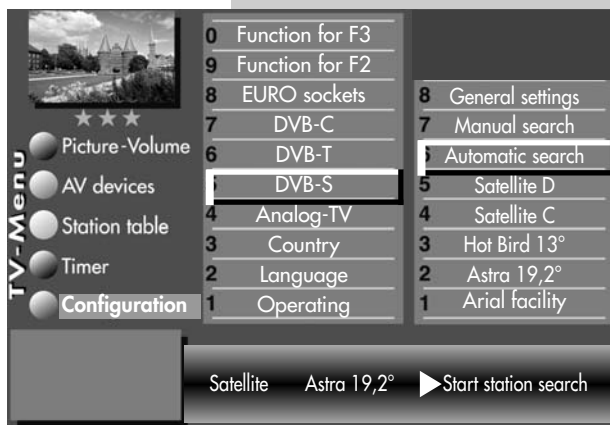 TV-Menu
Picture-Volume
AV devices
Station table
Timer
Configuration
0 Function for F3
9 Function for F2
8 EURO sockets
7 DVB-C
6 DVB-T
5 DVB-S
4 Analog-TV
3 Country
2 Language
1 Operating
8 General settings
7 Manual search
6 Automatic search
5 Satellite D
4 Satellite C
3 Hot Bird 13°
2 Astra 19,2°
1 Arial facility
Satellite Astra 19,2° Start station search